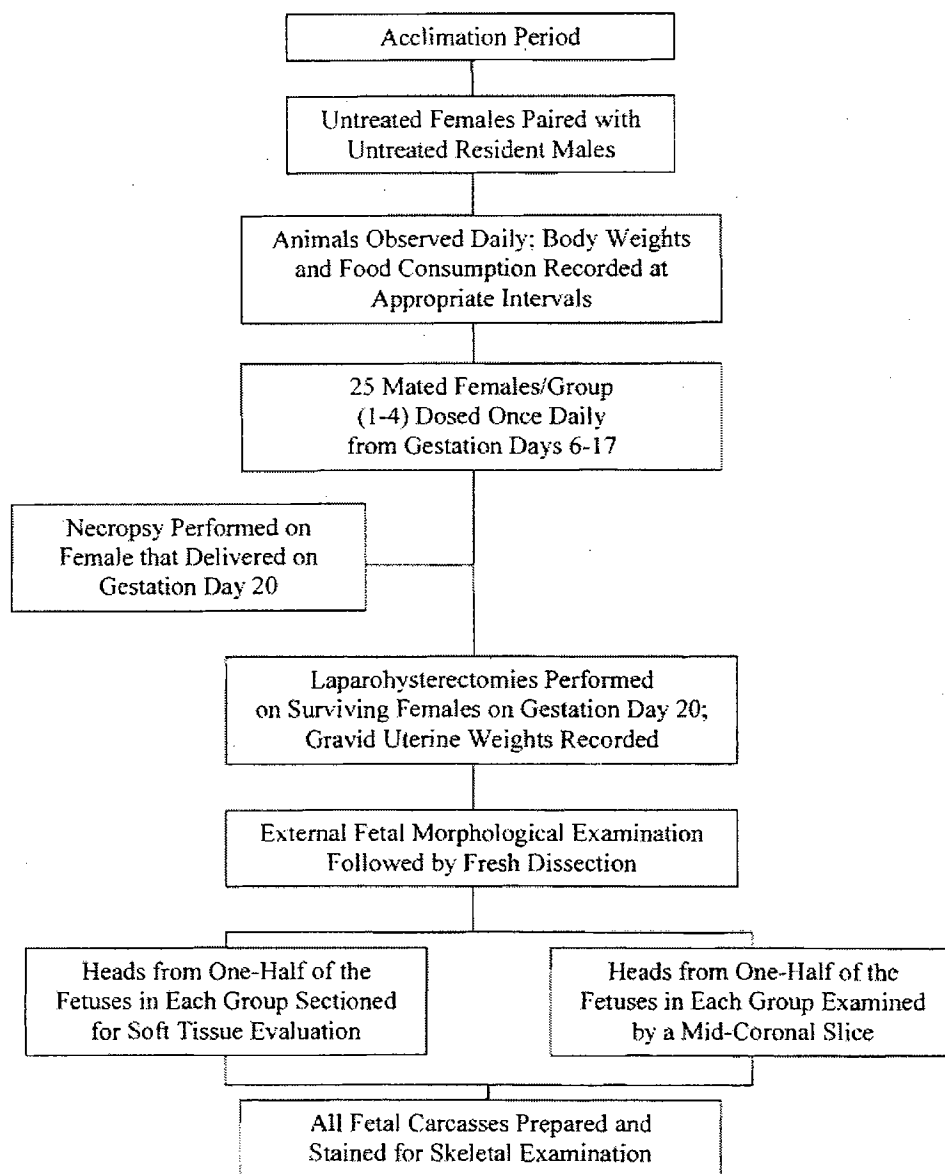 Acclimation Period
Untreated Females Paired with
Untreated Resident Males
Animals Observed Daily; Body Weights
and Food Consumption Recorded at
Appropriate Intervals
25 Mated Females/Group
(1-4) Dosed Once Daily
from Gestation Days 6-17
Necropsy Performed on
Female that Delivered on
Gestation Day 20
Laparohysterectomies Performed
on Surviving Females on Gestation Day 20;
Gravid Uterine Weights Recorded
External Fetal Morphological Examination
Followed by Fresh Dissection
Heads from One-Half of the
Fetuses in Each Group Sectioned
for Soft Tissue Evaluation
Heads from One-Half of the
Fetuses in Each Group Examined
by a Mid-Coronal Slice
All Fetal Carcasses Prepared and
Stained for Skeletal Examination